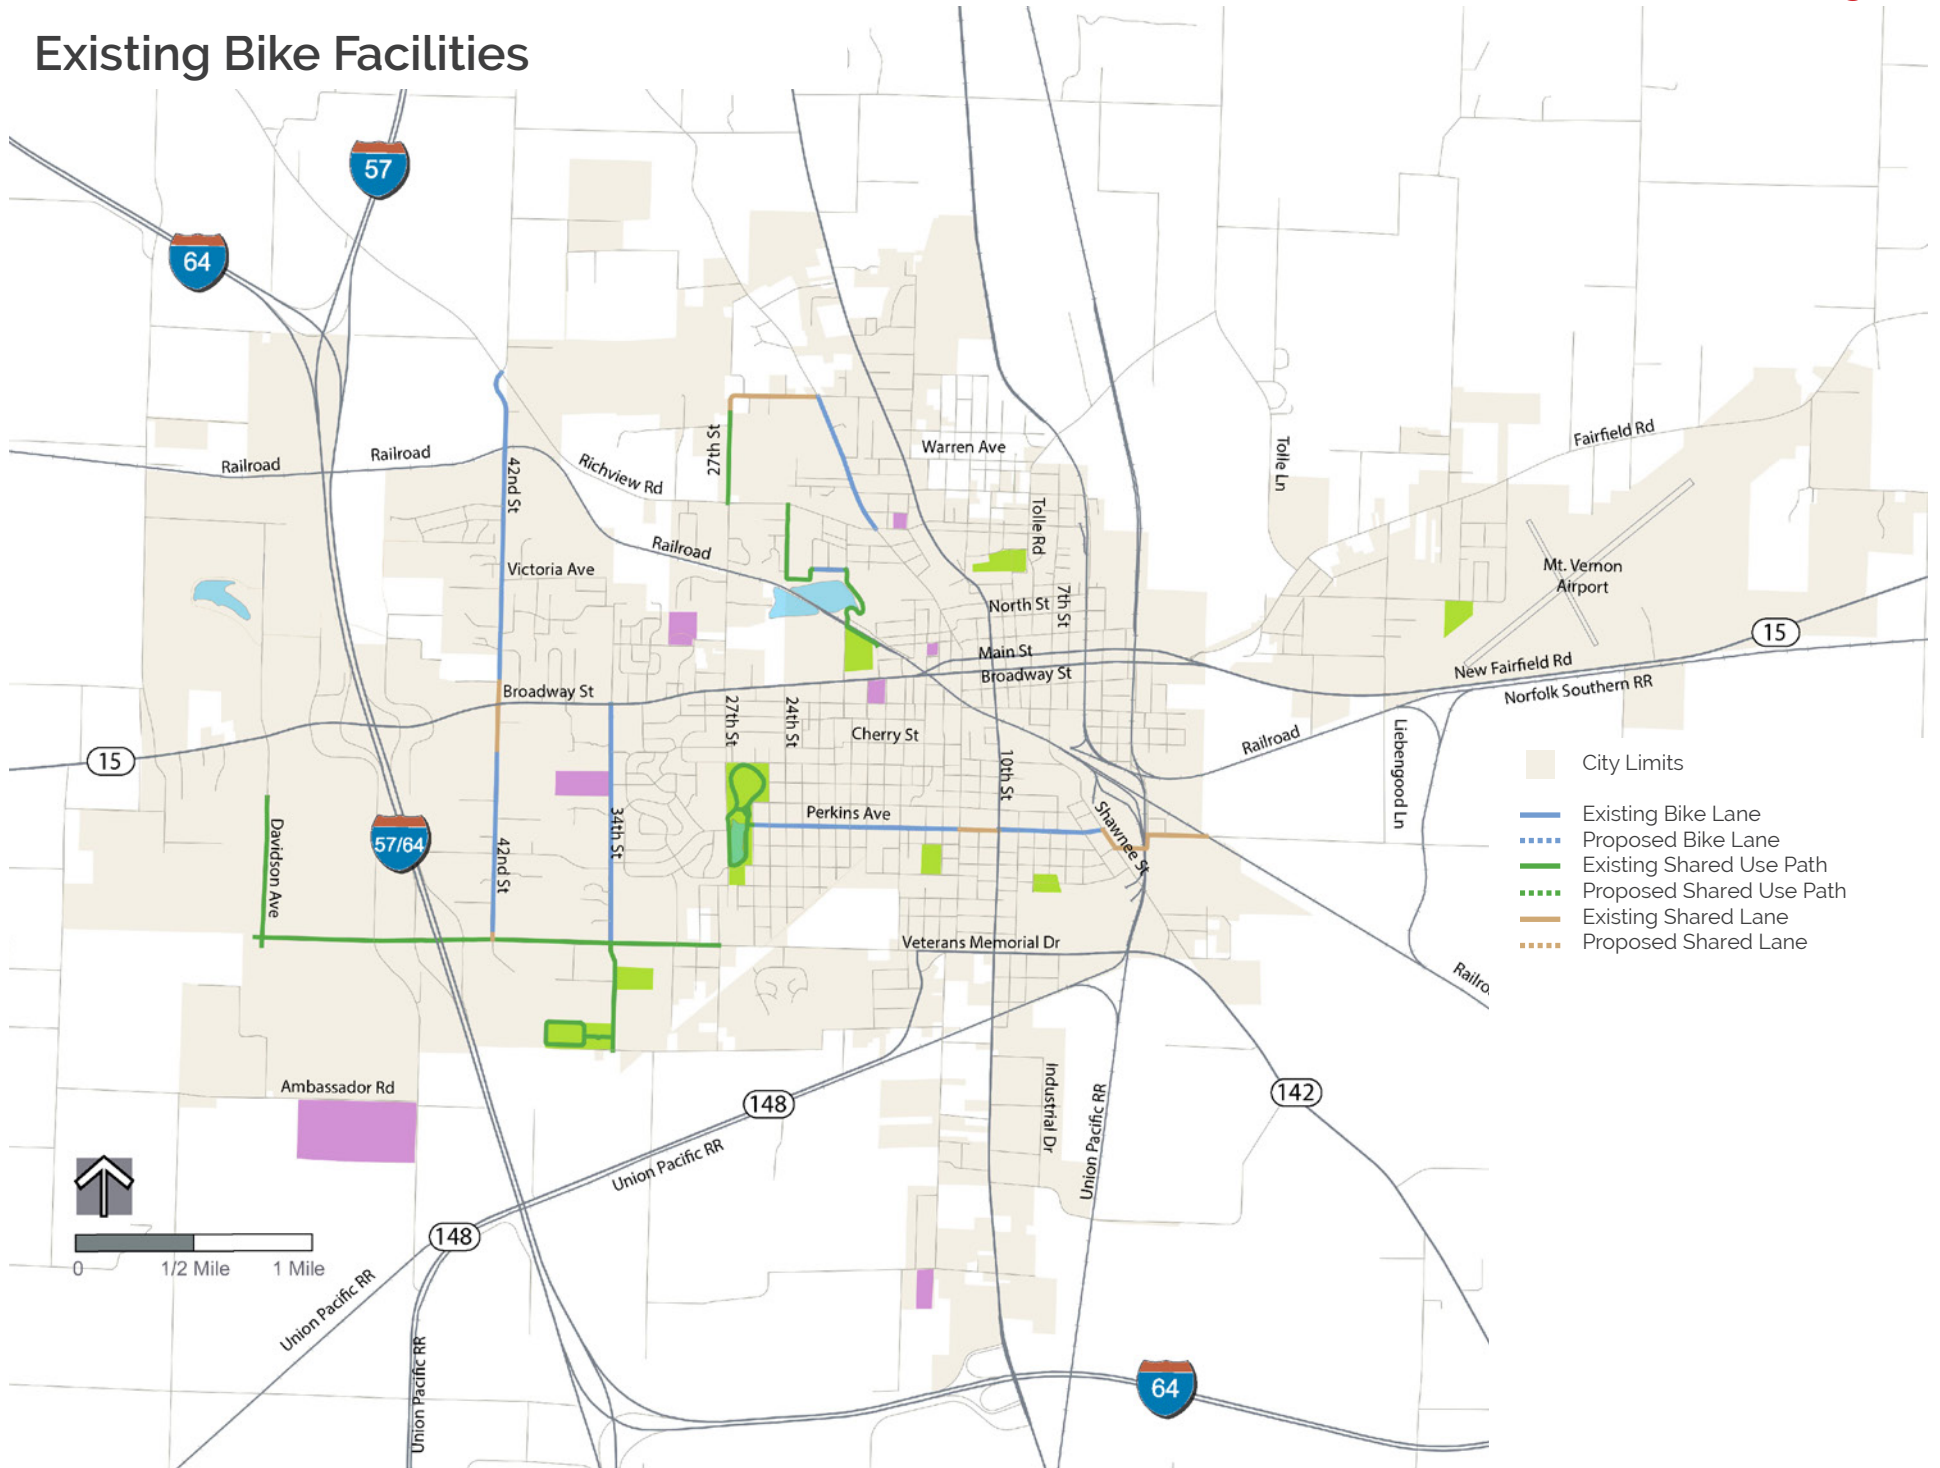 Existing Bike Facilities
57
64
Railroad
Railroad
42nd St
Richview Rd
27th St
Warren Ave
Tolle Rd
Tolle Ln
Fairfield Rd
Railroad
Victoria Ave
Mt. Vernon
Airport
North St
7th St
15
Main St
Broadway St
New Fairfield Rd
Norfolk Southern RR
Broadway St
27th St
24th St
Cherry St
10th St
Railroad
Liebengood Ln
15
City Limits
Perkins Ave
34th St
Shawnee St
57/64
Davidson Ave
42nd St
Existing Bike Lane
Proposed Bike Lane
Existing Shared Use Path
Proposed Shared Use Path
Existing Shared Lane
Proposed Shared Lane
Veterans Memorial Dr
Railro
Ambassador Rd
148
Industrial Dr
Union Pacific RR
142
Union Pacific RR
148
0
1/2 Mile
1 Mile
Union Pacific RR
Union Pacific RR
64